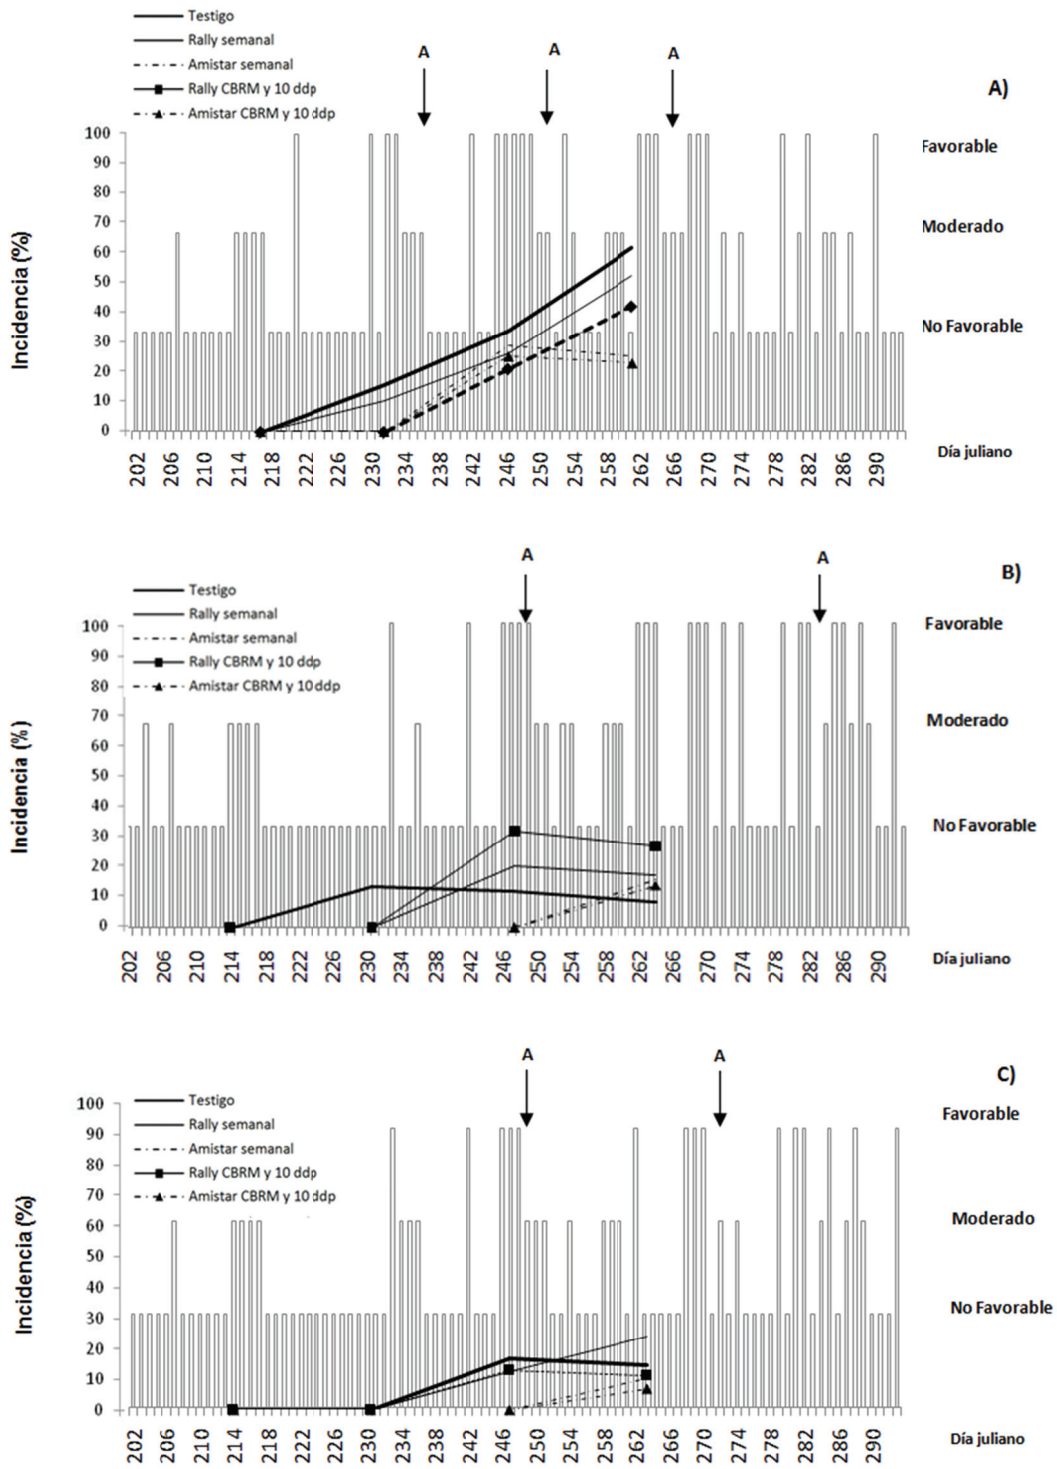 Testigo
Rally semanal
Amistar semanal
Rally CBRM y 10 ddp
Amistar CBRM y 10 ddp
A
A
A
A)
Incidencia (%)
100
90
80
70
60
50
40
30
20
10
0
Favorable
Moderado
No Favorable
202 206 210 214 218 222 226 230 234 238 242 246 250 254 258 262 266 270 274 278 282 286 290
Día juliano
Testigo
Rally semanal
Amistar semanal
Rally CBRM y 10 ddp
Amistar CBRM y 10 ddp
A
A
B)
Incidencia (%)
100
90
80
70
60
50
40
30
20
10
0
Favorable
Moderado
No Favorable
202 206 210 214 218 222 226 230 234 238 242 246 250 254 258 262 266 270 274 278 282 286 290
Día juliano
Testigo
Rally semanal
Amistar semanal
Rally CBRM y 10 ddp
Amistar CBRM y 10 ddp
A
A
C)
Incidencia (%)
100
90
80
70
60
50
40
30
20
10
0
Favorable
Moderado
No Favorable
202 206 210 214 218 222 226 230 234 238 242 246 250 254 258 262 266 270 274 278 282 286 290
Día juliano